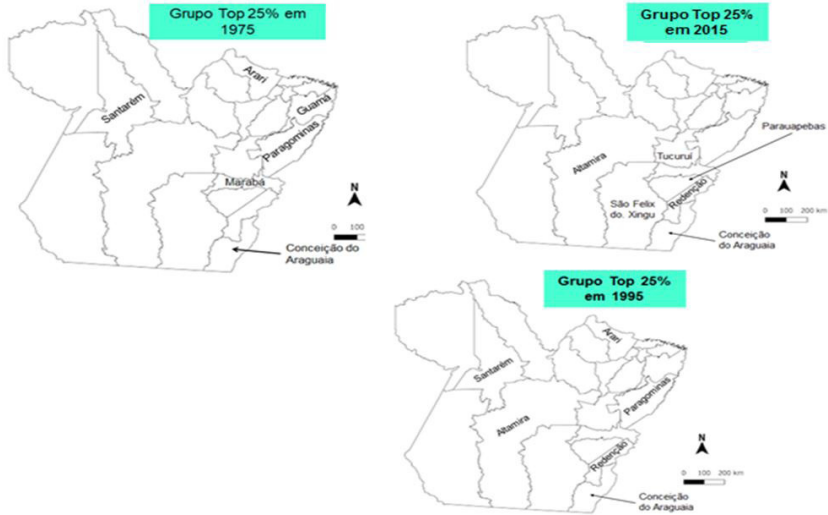 Grupo Top 25% em
1975
Arari
Santarém
Guamá
Paragominas
Marabá
N
0 100
Conceição do
Araguaia
Grupo Top 25%
em 2015
Parauapebas
Altamira
Tucuruí
São Felix
do. Xingu
Redenção
N
0 100 200 km
Conceição
do Araguaia
Grupo Top 25%
em 1995
Arari
Santarém
Paragominas
Altamira
Redenção
N
0 100 200 km
Conceição
do Araguaia